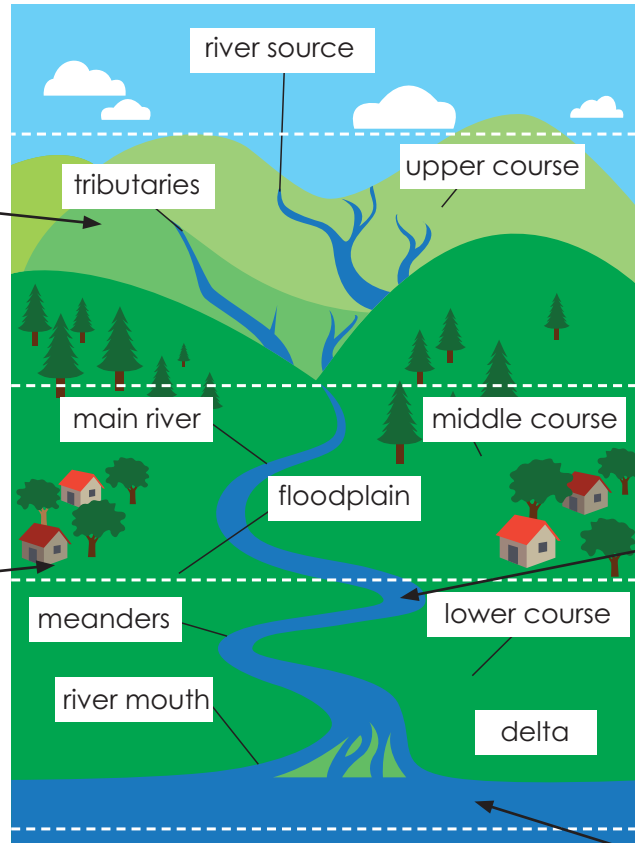 river source
upper course
tributaries
main river
middle course
floodplain
meanders
lower course
river mouth
delta